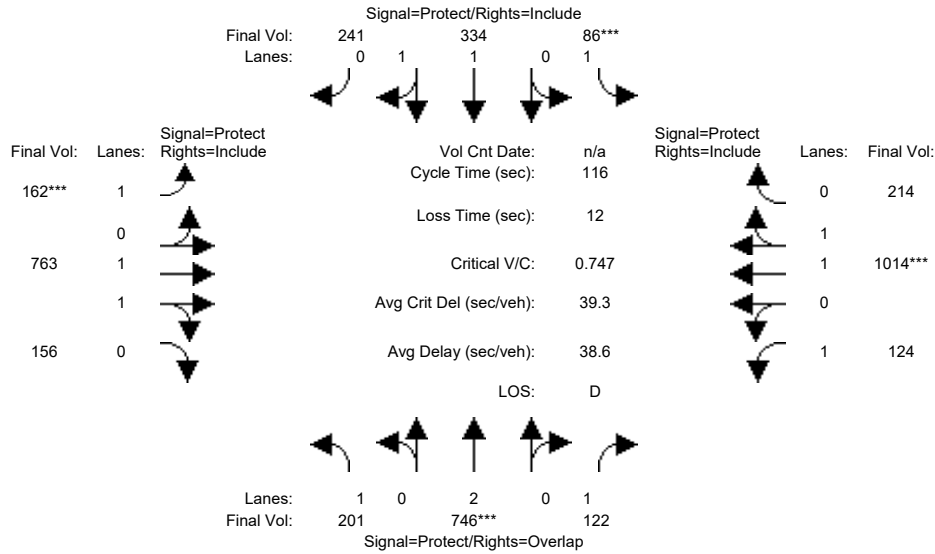 Signal=Protect/Rights=Include
Final Vol: 241 334 86***
Lanes: 0 1 1 0 1
Signal=Protect
Final Vol: Lanes: Rights=Include
Vol Cnt Date: n/a
Signal=Protect
Rights=Include Lanes: Final Vol:
Cycle Time (sec): 116
162*** 1
0 214
Loss Time (sec): 12
0
1
763 1
Critical V/C: 0.747
1 1014***
1
Avg Crit Del (sec/veh): 39.3
0
156 0
Avg Delay (sec/veh): 38.6
1 124
LOS: D
Lanes: 1 0 2 0 1
Final Vol: 201 746*** 122
Signal=Protect/Rights=Overlap